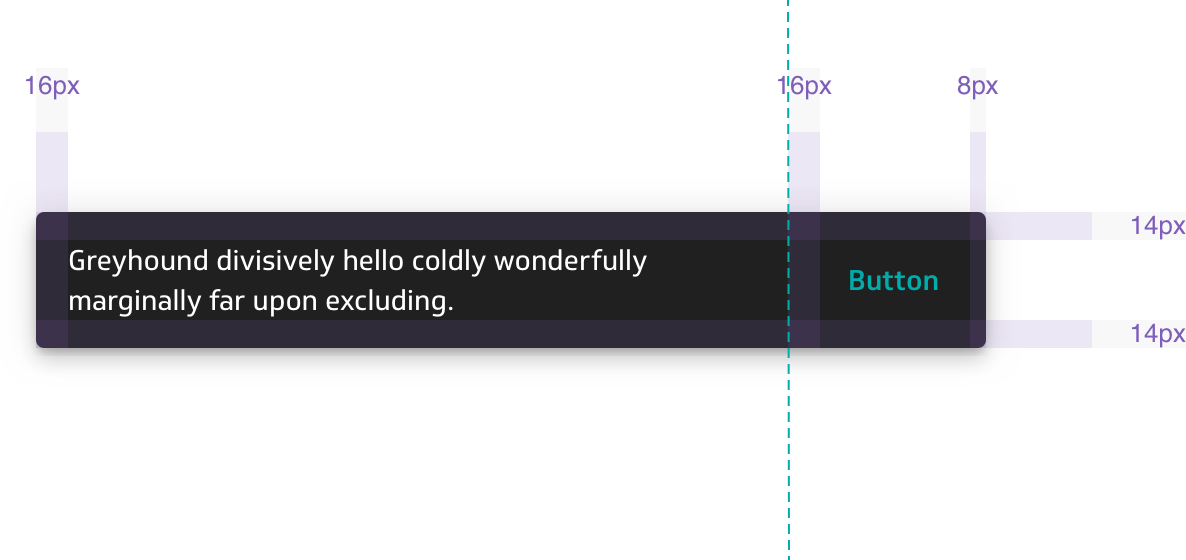 16px
16px
8px
14px
Greyhound divisively hello coldly wonderfully
marginally far upon excluding.
Button
14px